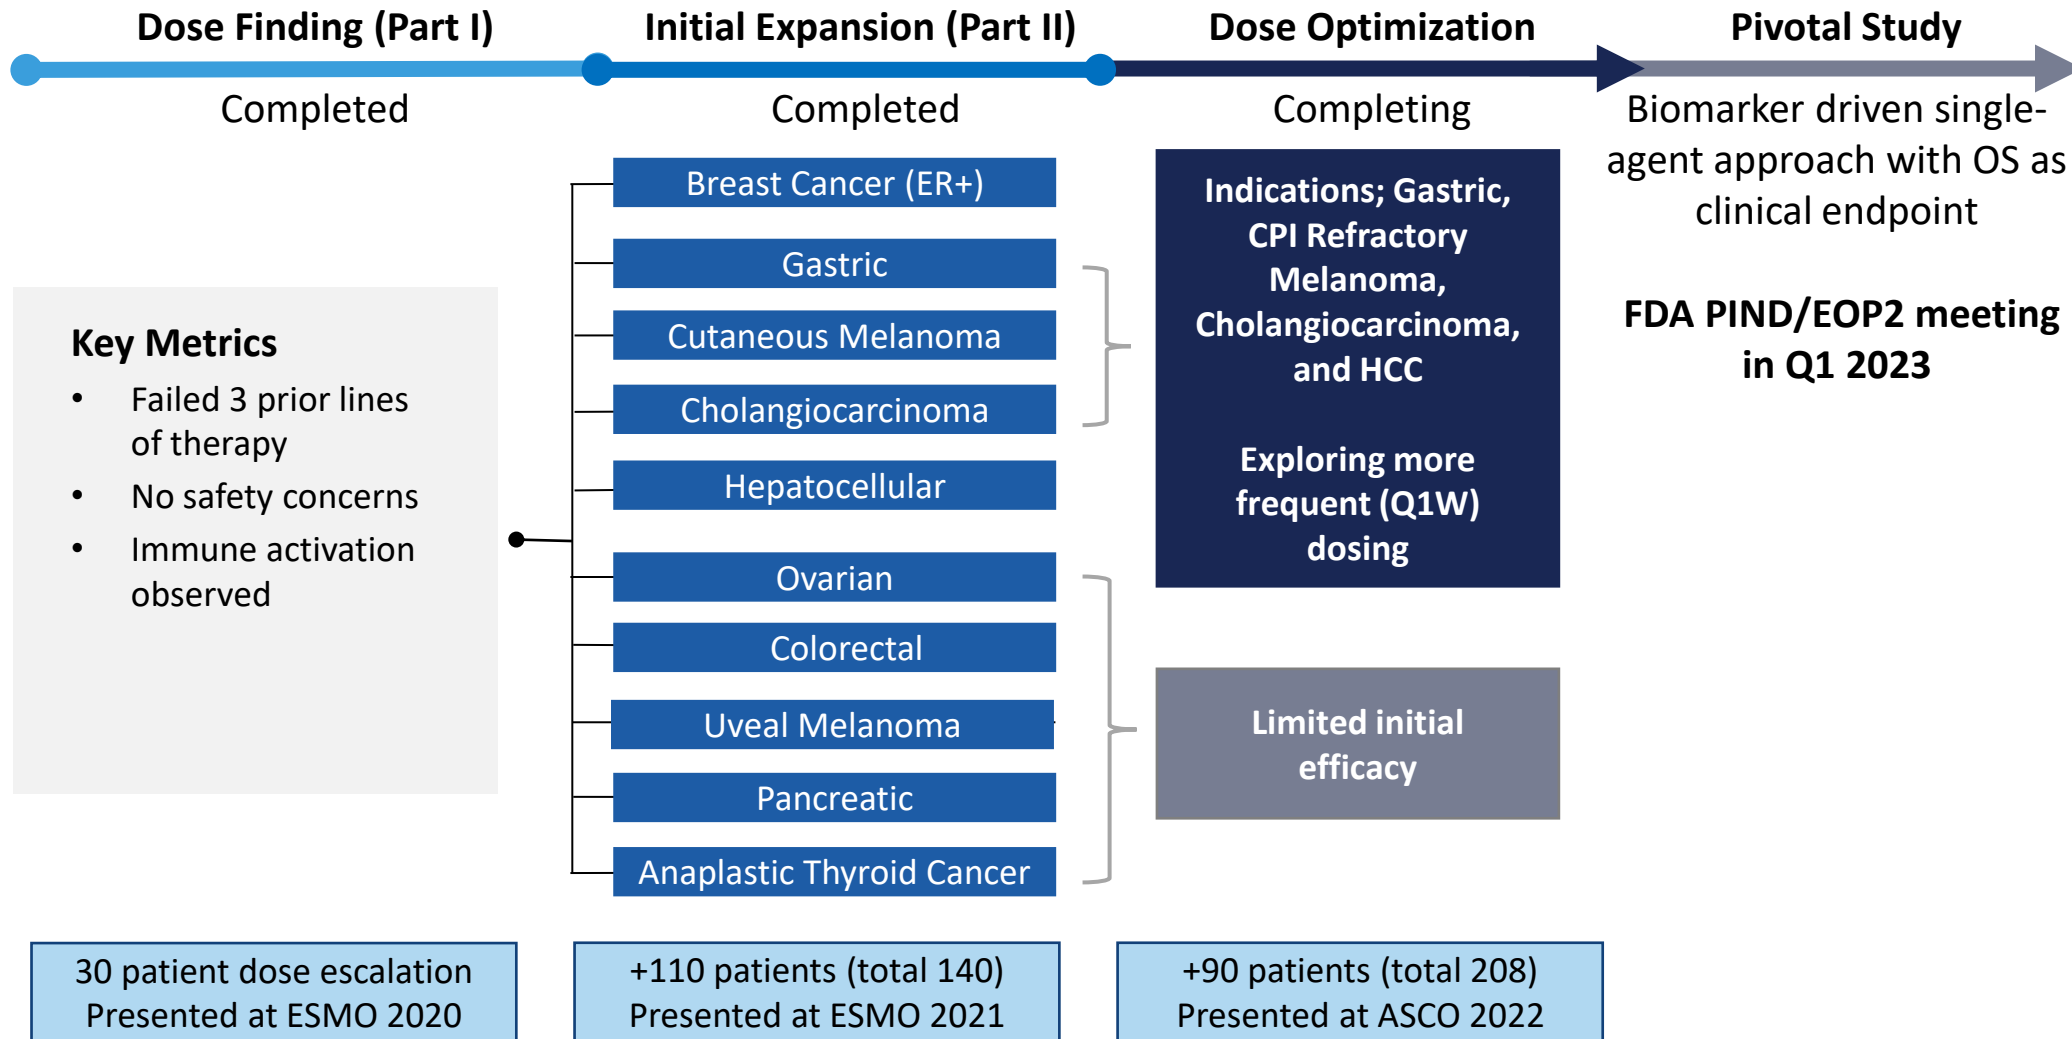 Dose Finding (Part I)
Initial Expansion (Part II)
Dose Optimization
Pivotal Study
Completed
Completed
Completing
Biomarker driven single-
agent approach with OS as
clinical endpoint
FDA PIND/EOP2 meeting
in Q1 2023
Key Metrics
• Failed 3 prior lines
of therapy
• No safety concerns
• Immune activation
observed
Breast Cancer (ER+)
Gastric
Cutaneous Melanoma
Cholangiocarcinoma
Hepatocellular
Ovarian
Colorectal
Uveal Melanoma
Pancreatic
Anaplastic Thyroid Cancer
Indications; Gastric,
CPI Refractory
Melanoma,
Cholangiocarcinoma,
and HCC
Exploring more
frequent (Q1W)
dosing
Limited initial
efficacy
30 patient dose escalation
Presented at ESMO 2020
+110 patients (total 140)
Presented at ESMO 2021
+90 patients (total 208)
Presented at ASCO 2022